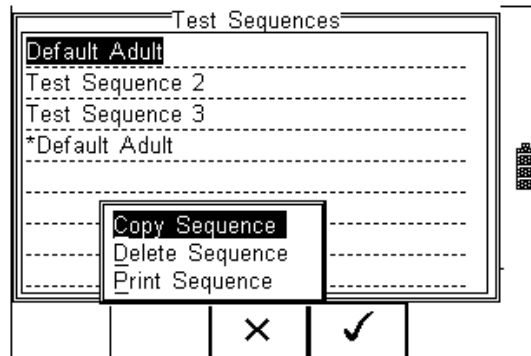 Test Sequences
Default Adult
Test Sequence 2
Test Sequence 3
*Default Adult
Copy Sequence
Delete Sequence
Print Sequence